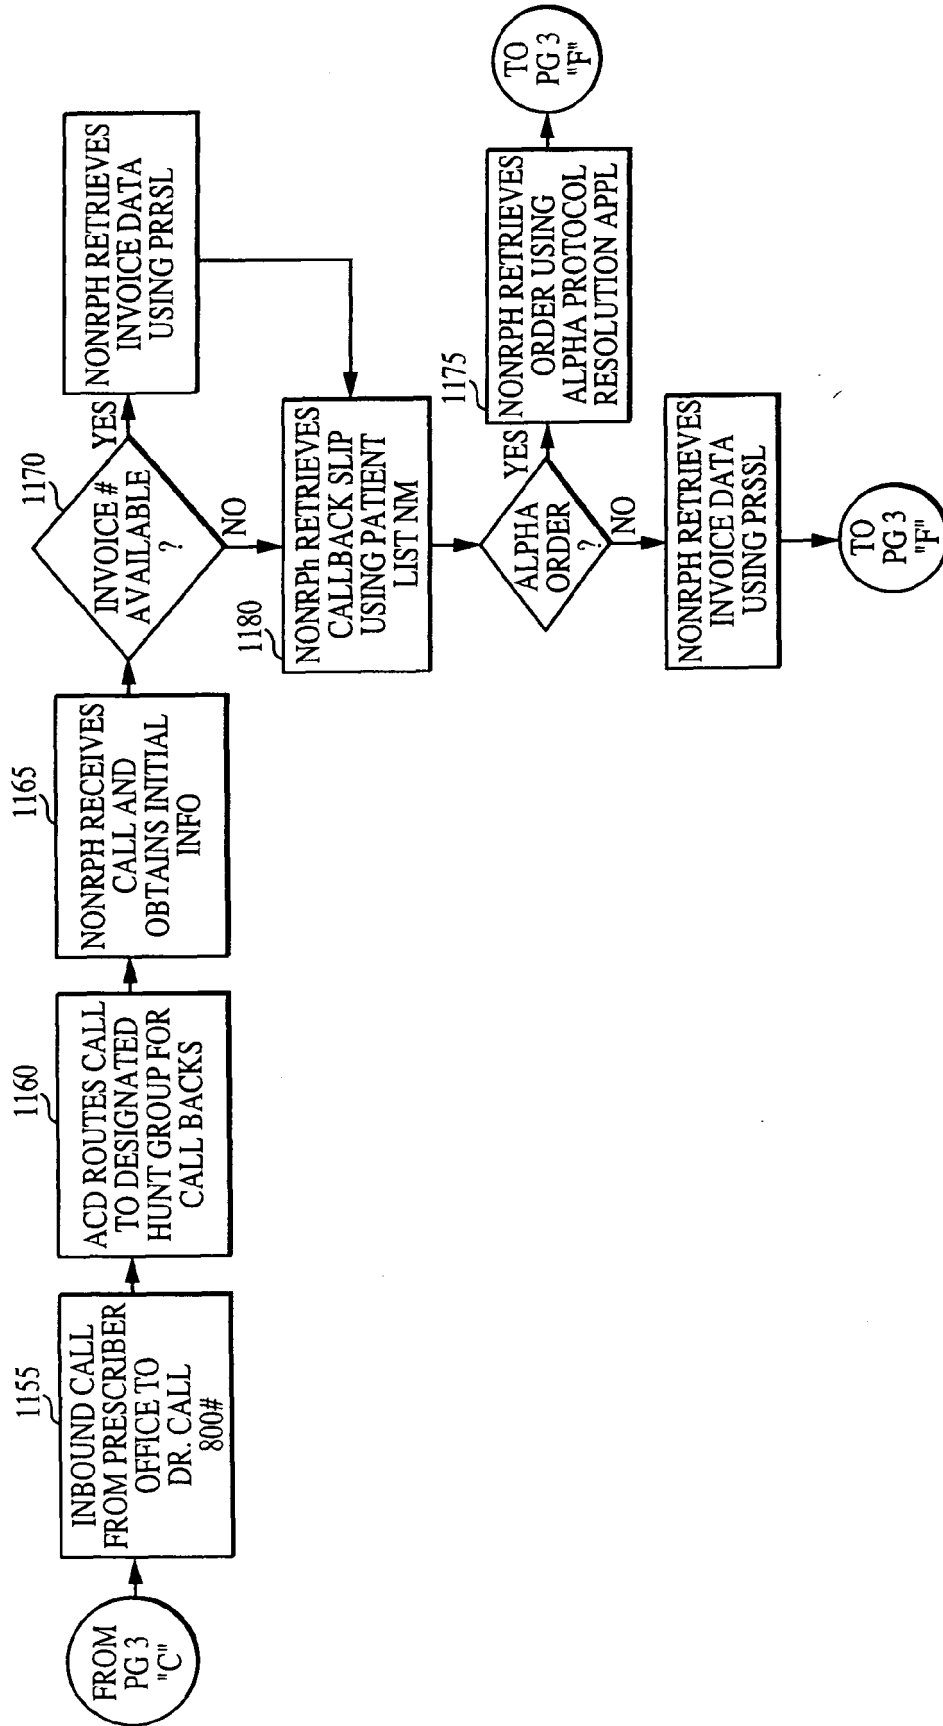 FROM
PG 3
"C"
1155
INBOUND CALL
FROM PRESCRIBER
OFFICE TO
DR. CALL
800#
1160
ACD ROUTES CALL
TO DESIGNATED
HUNT GROUP FOR
CALL BACKS
1165
NONRPH RECEIVES
CALL AND
OBTAINS INITIAL
INFO
1170
INVOICE #
AVAILABLE
?
YES
NO
NONRPH RETRIEVES
INVOICE DATA
USING PRRSL
1180
NONRPh RETRIEVES
CALLBACK SLIP
USING PATIENT
LIST NM
ALPHA
ORDER
?
YES
NO
1175
NONRPH RETRIEVES
ORDER USING
ALPHA PROTOCOL
RESOLUTION APPL
TO
PG 3
"F"
NONRPH RETRIEVES
INVOICE DATA
USING PRSSL
TO
PG 3
"F"